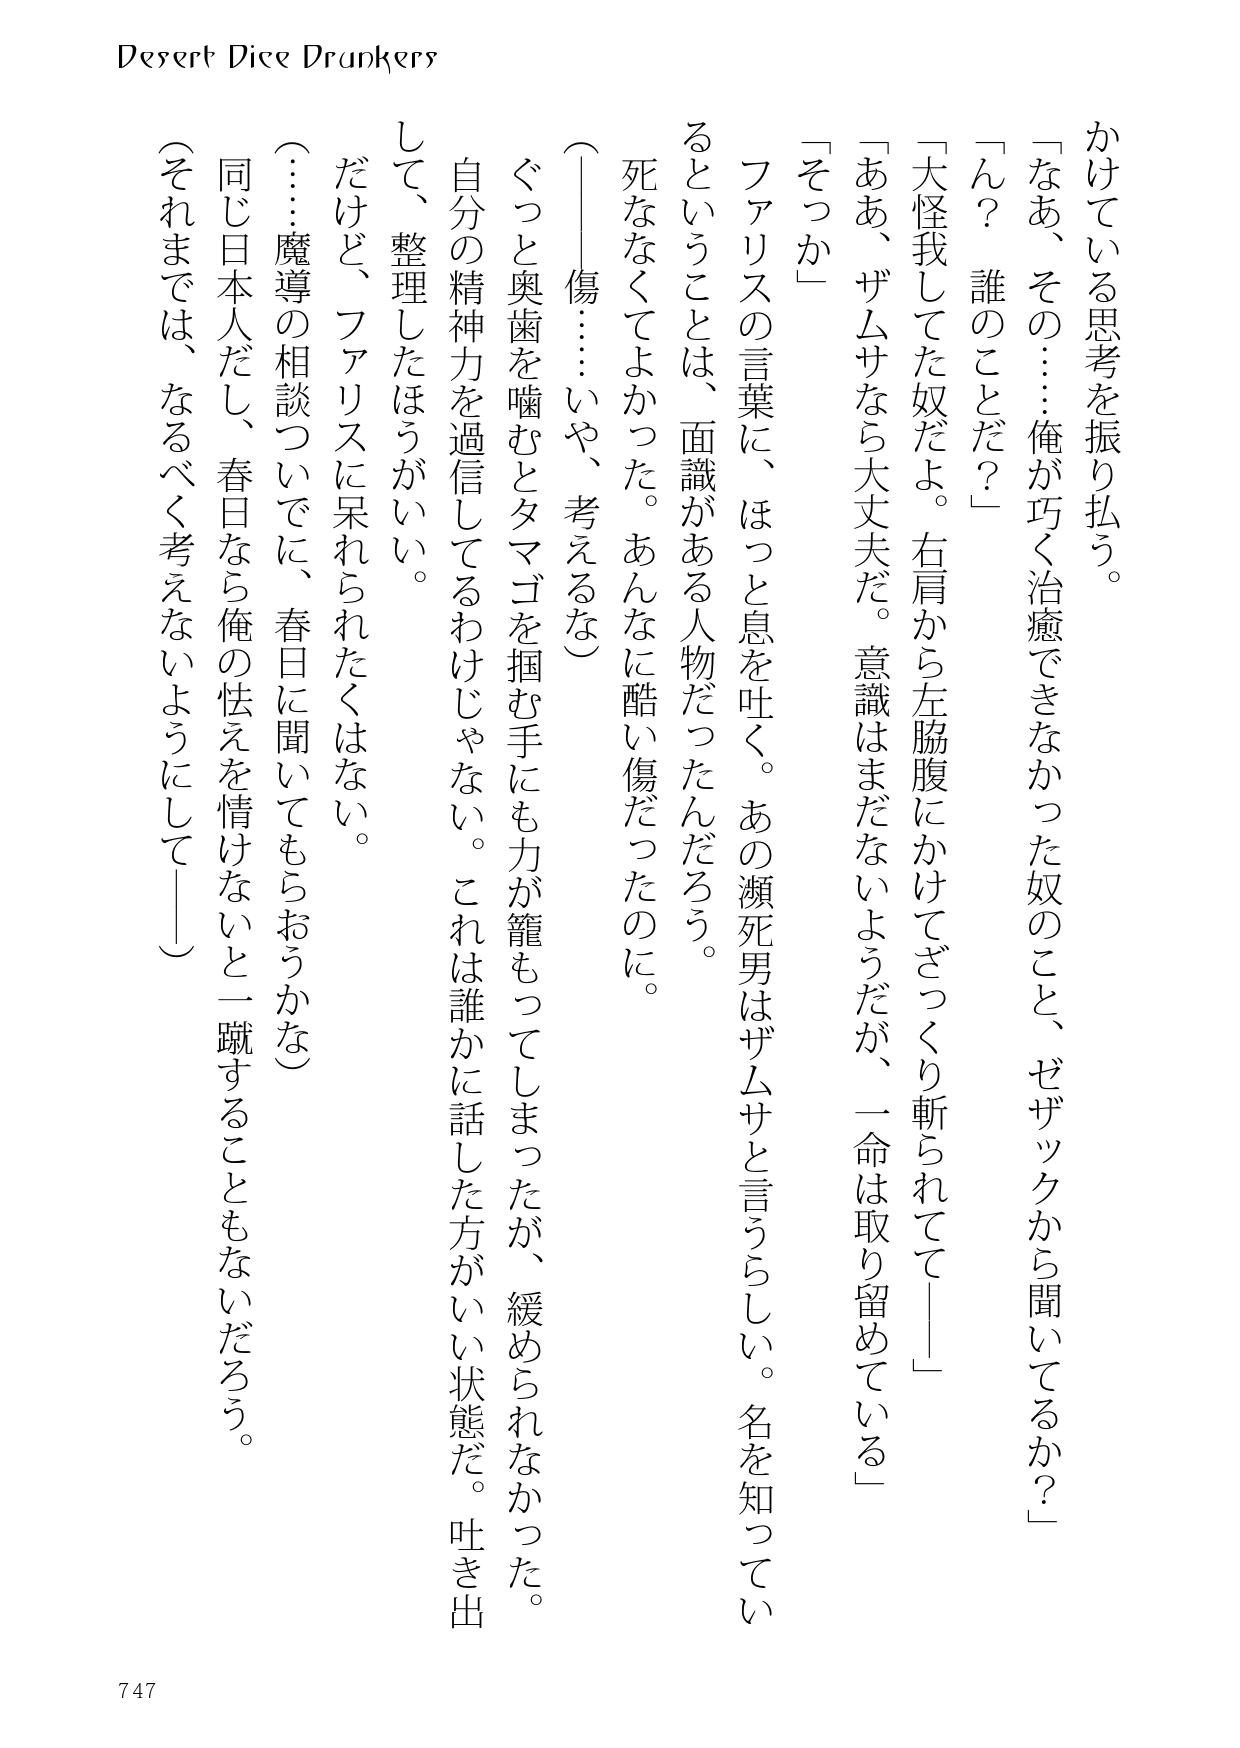 Desert Dice Drunkers
かけている思考を振り払う。
「なあ、その……俺が巧く治癒できなかった奴のこと、ゼザックから聞いてるか?」
「ん?　誰のことだ?」
「大怪我してた奴だよ。右肩から左脇腹にかけてざっくり斬られてて――」
「ああ、ザムサなら大丈夫だ。意識はまだないようだが、一命は取り留めている」
「そっか」
　ファリスの言葉に、ほっと息を吐く。あの瀕死男はザムサと言うらしい。名を知ってい
るということは、面識がある人物だったんだろう。
　死ななくてよかった。あんなに酷い傷だったのに。
（――傷……いや、考えるな）
　ぐっと奥歯を噛むとタマゴを掴む手にも力が籠もってしまったが、緩められなかった。
　自分の精神力を過信してるわけじゃない。これは誰かに話した方がいい状態だ。吐き出
して、整理したほうがいい。
　だけど、ファリスに呆れられたくはない。
（……魔導の相談ついでに、春日に聞いてもらおうかな）
　同じ日本人だし、春日なら俺の怯えを情けないと一蹴することもないだろう。
（それまでは、なるべく考えないようにして――）
747